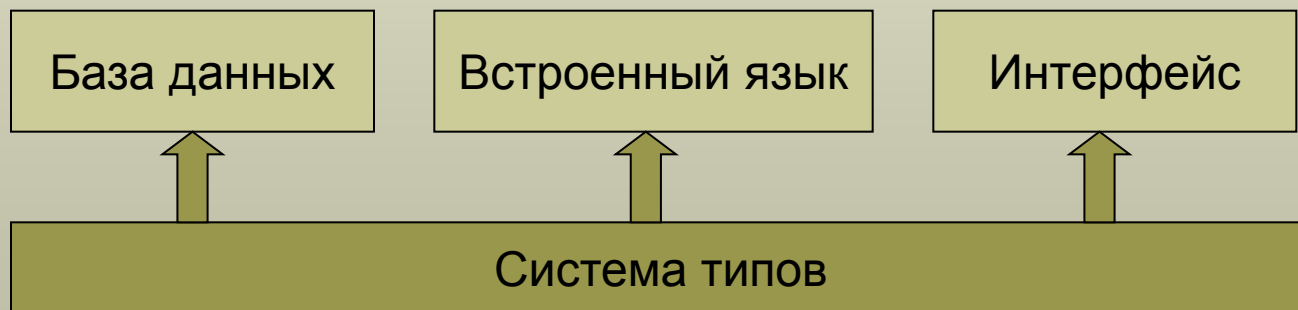 База данных
Встроенный язык
Интерфейс
Система типов